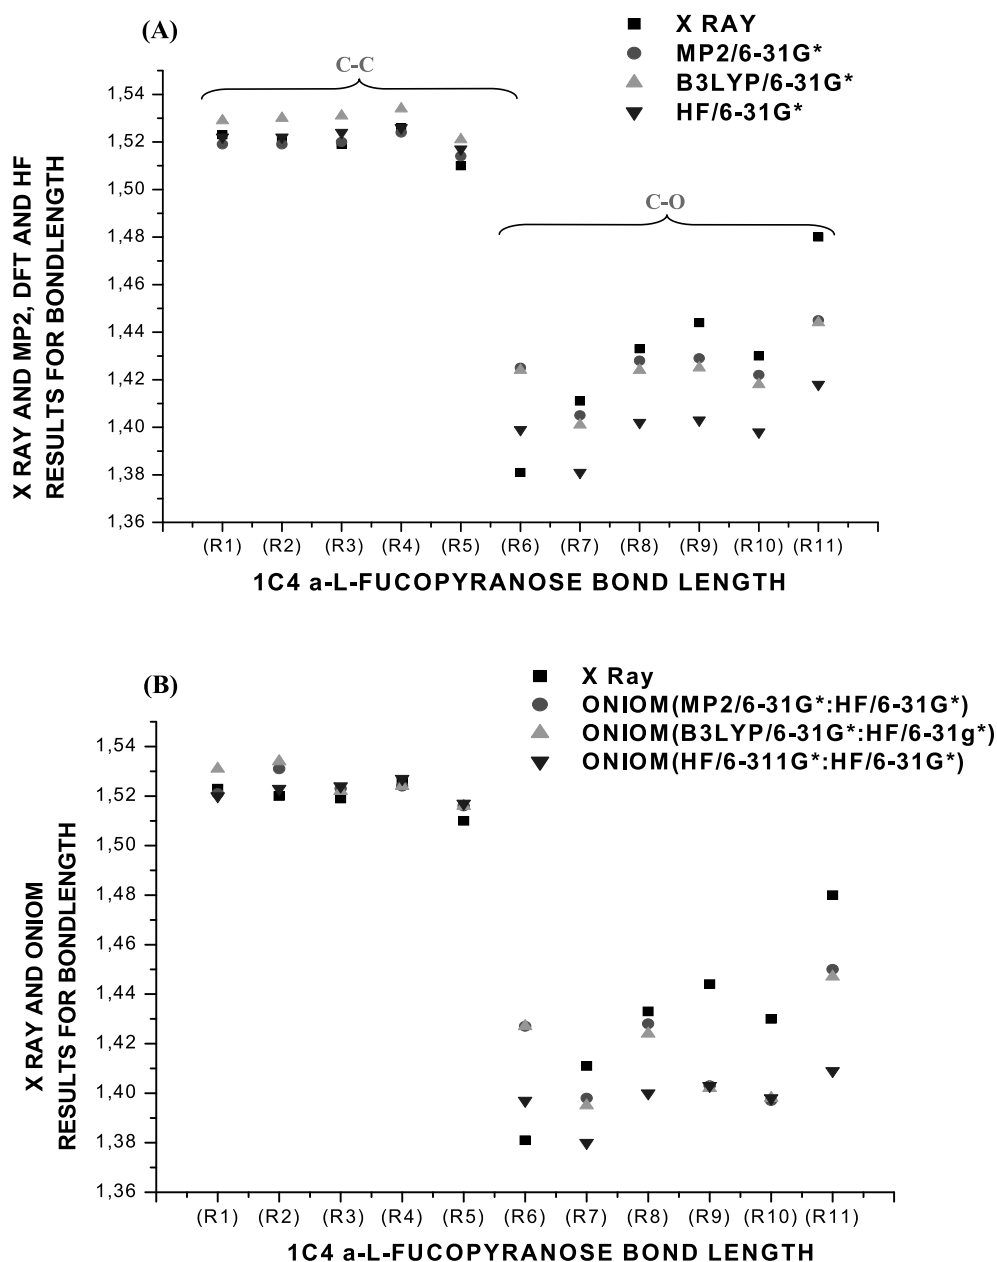 (A)
X RAY
MP2/6-31G*
B3LYP/6-31G*
HF/6-31G*
C-C
C-O
X RAY AND MP2, DFT AND HF
RESULTS FOR BONDLENGTH
1,54
1,52
1,50
1,48
1,46
1,44
1,42
1,40
1,38
1,36
(R1) (R2) (R3) (R4) (R5) (R6) (R7) (R8) (R9) (R10) (R11)
1C4 a-L-FUCOPYRANOSE BOND LENGTH
(B)
X Ray
ONIOM(MP2/6-31G*:HF/6-31G*)
ONIOM(B3LYP/6-31G*:HF/6-31g*)
ONIOM(HF/6-311G*:HF/6-31G*)
X RAY AND ONIOM
RESULTS FOR BONDLENGTH
1,54
1,52
1,50
1,48
1,46
1,44
1,42
1,40
1,38
1,36
(R1) (R2) (R3) (R4) (R5) (R6) (R7) (R8) (R9) (R10) (R11)
1C4 a-L-FUCOPYRANOSE BOND LENGTH